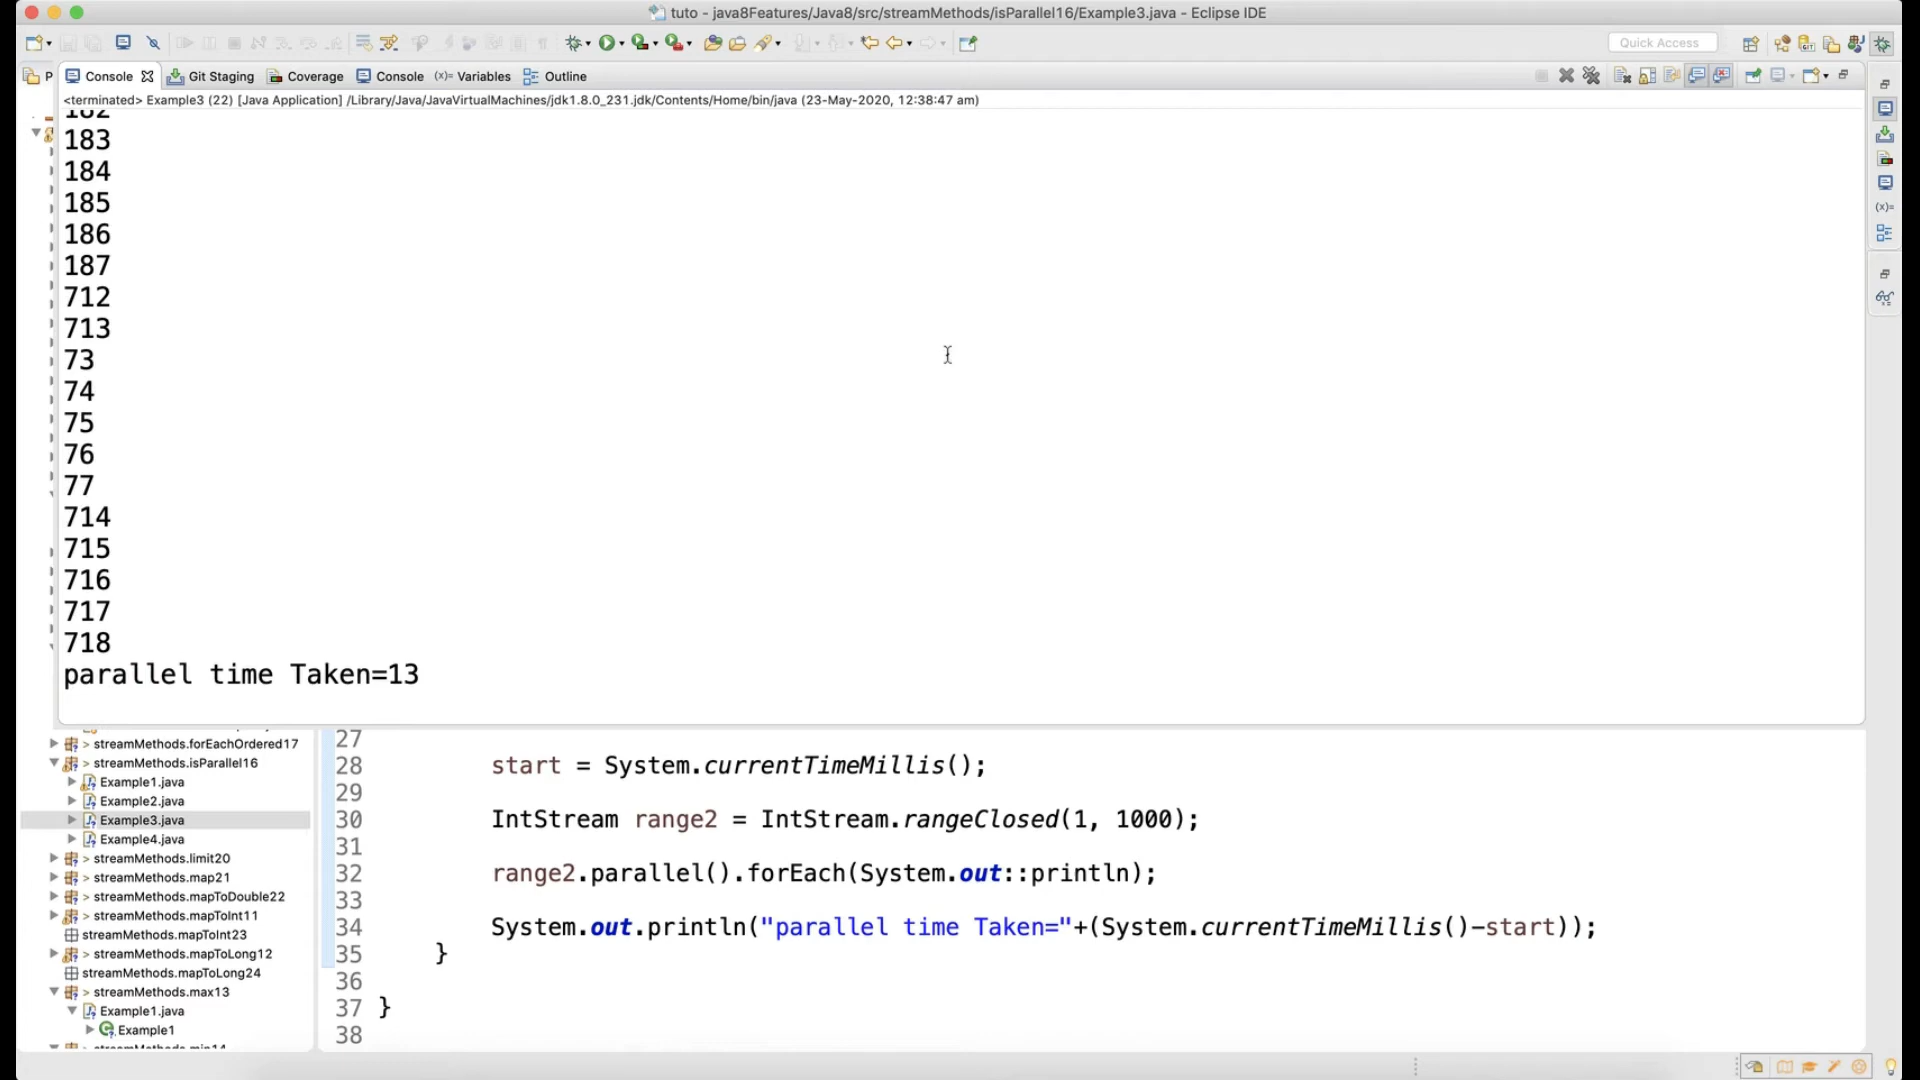 tuto - java8Features/Java8/src/streamMethods/isParallel16/Example3.java - Eclipse IDE
Quick Access
P
Console
Git Staging
Coverage
Console
(x)= Variables
Outline
<terminated> Example3 (22) [Java Application] /Library/Java/JavaVirtualMachines/jdk1.8.0_231.jdk/Contents/Home/bin/java (23-May-2020, 12:38:47 am)
182
183
184
185
186
187
712
713
73
74
75
76
77
714
715
716
717
718
parallel time Taken=13
> streamMethods.forEachOrdered17
> streamMethods.isParallel16
Example1.java
Example2.java
Example3.java
Example4.java
> streamMethods.limit20
> streamMethods.map21
> streamMethods.mapToDouble22
> streamMethods.mapToInt11
streamMethods.mapToInt23
> streamMethods.mapToLong12
streamMethods.mapToLong24
> streamMethods.max13
Example1.java
Example1
> streamMethods.min14
27
28 start = System.currentTimeMillis();
29
30 IntStream range2 = IntStream.rangeClosed(1, 1000);
31
32 range2.parallel().forEach(System.out::println);
33
34 System.out.println("parallel time Taken="+(System.currentTimeMillis()-start));
35 }
36
37 }
38